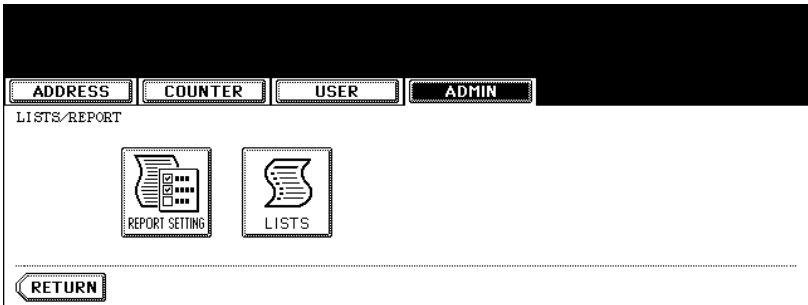 ADDRESS COUNTER USER ADMIN
LISTS/REPORT
REPORT SETTING LISTS
RETURN